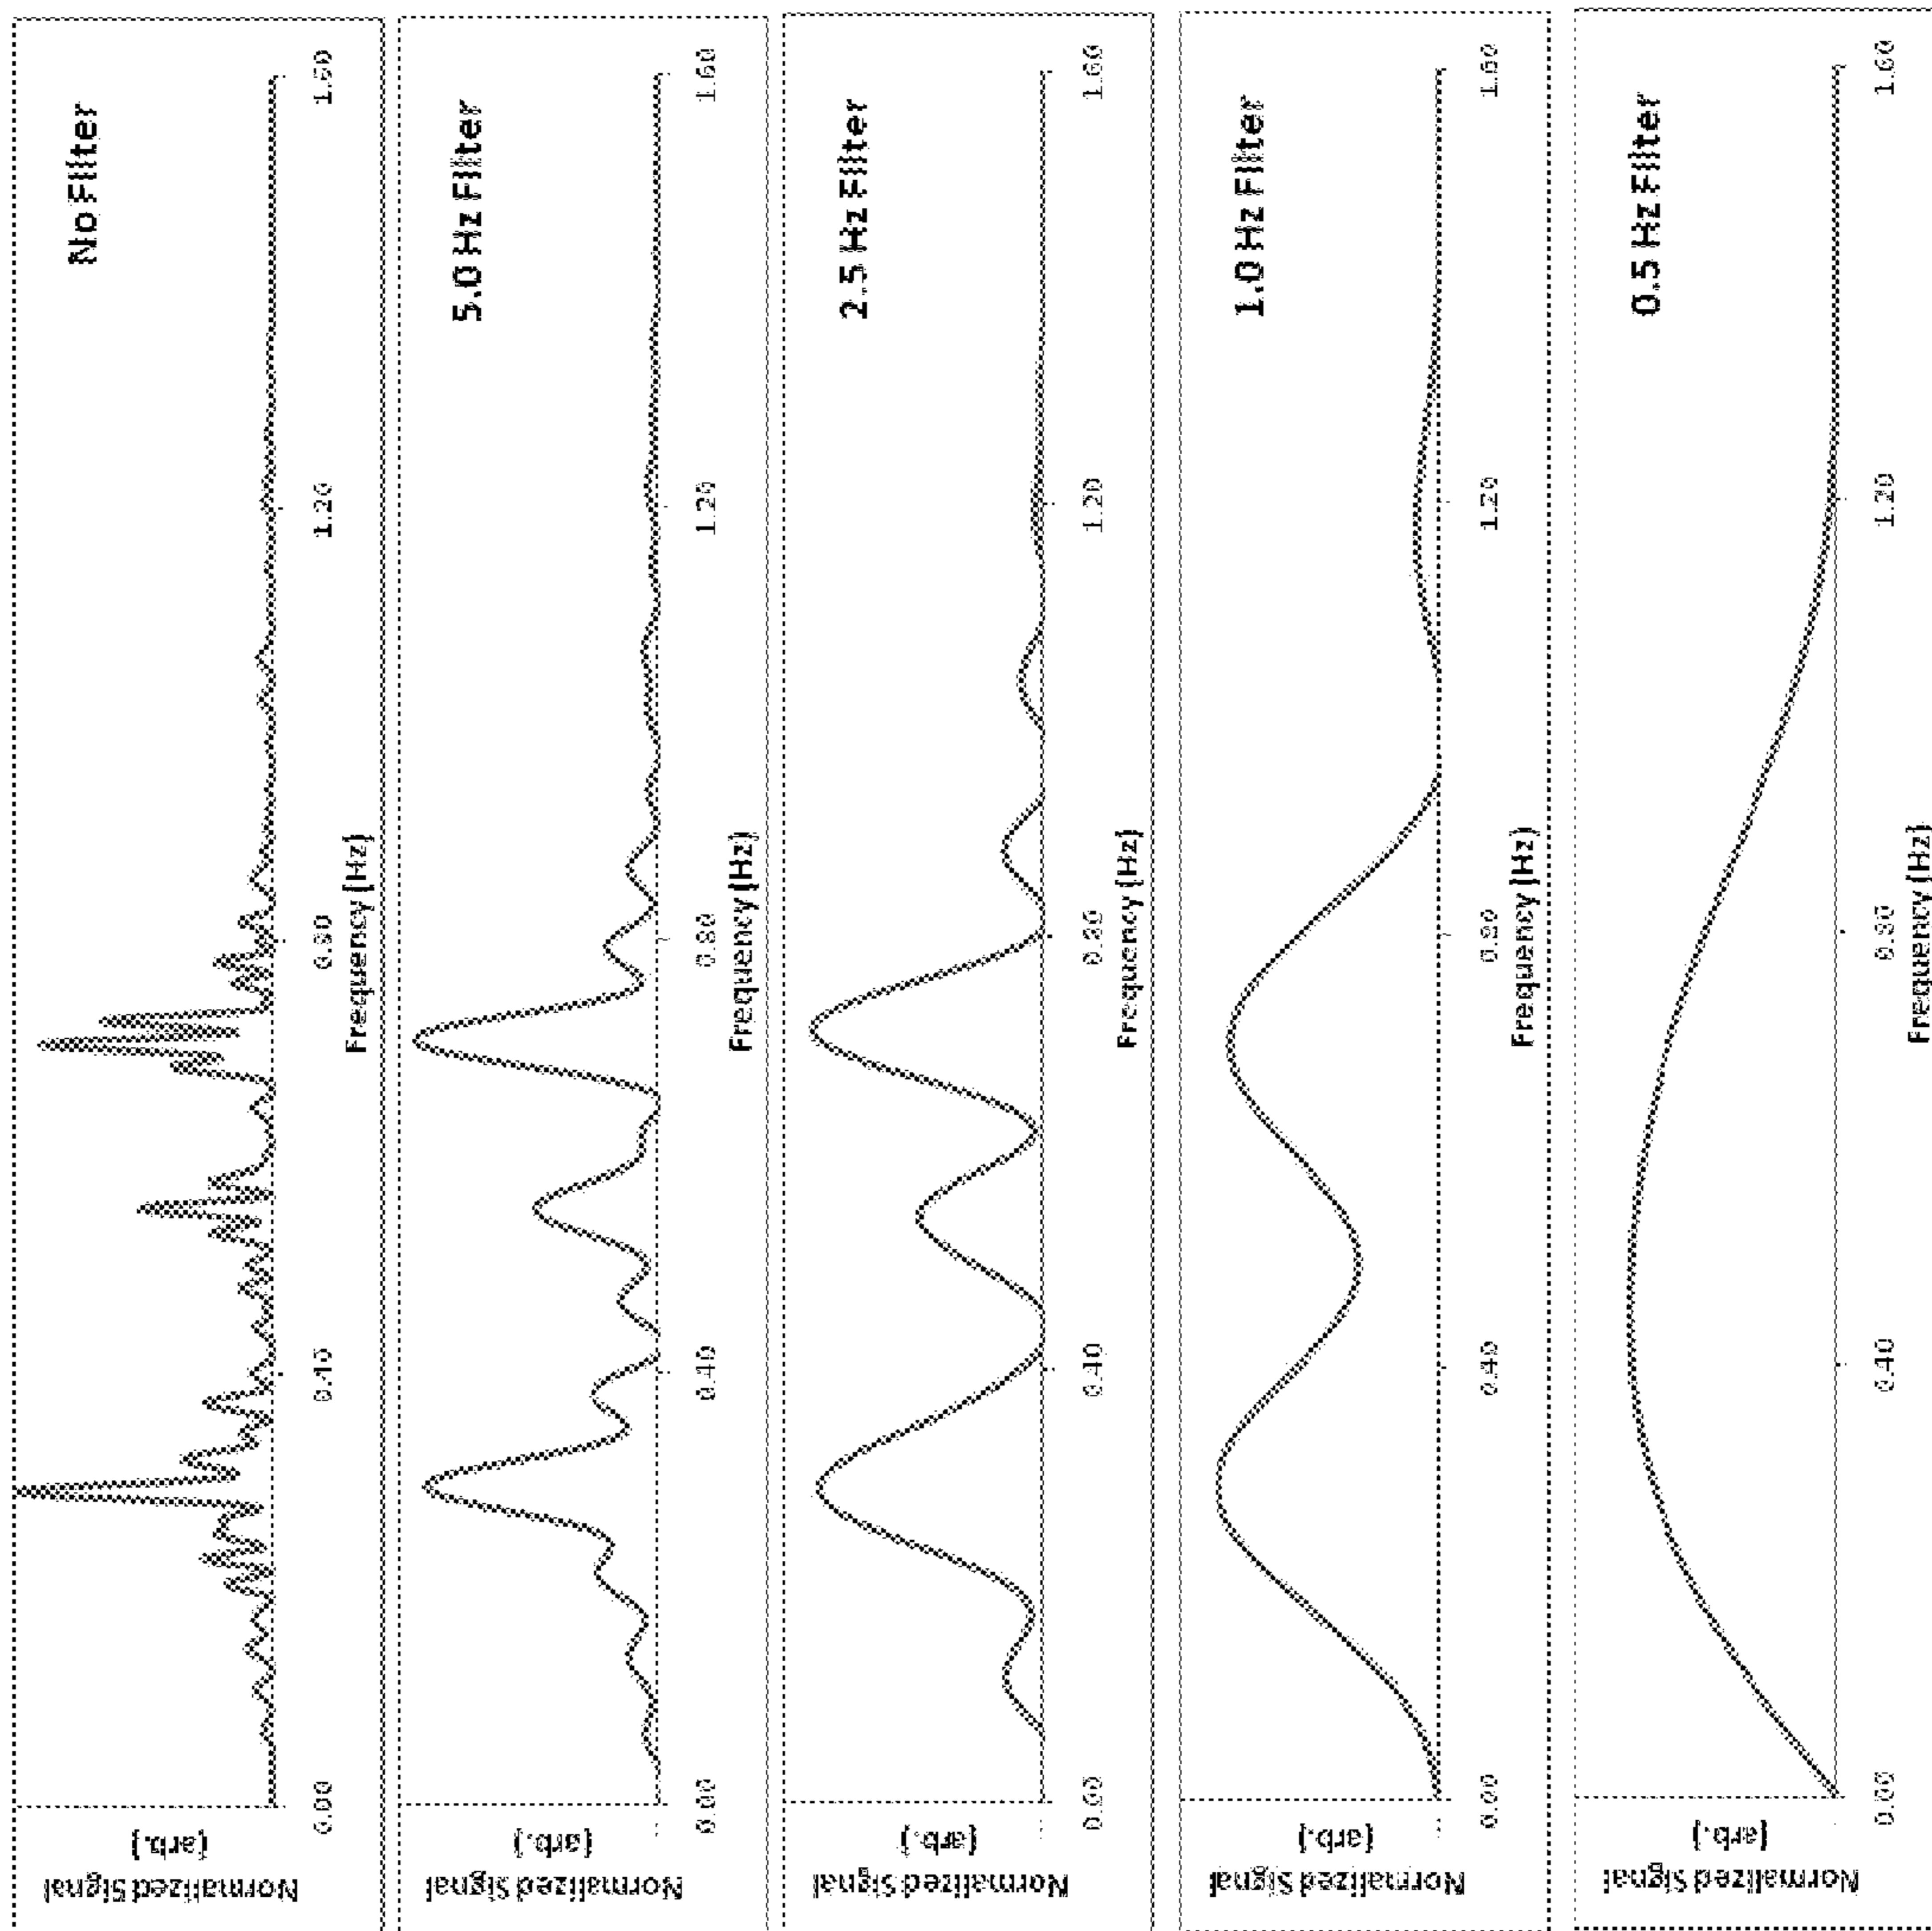 Normalized Signal
(arb.)
No Filter
0.00 0.40 0.80 1.20 1.60
Frequency (Hz)
Normalized Signal
(arb.)
5.0 Hz Filter
0.00 0.40 0.80 1.20 1.60
Frequency (Hz)
Normalized Signal
(arb.)
2.5 Hz Filter
0.00 0.40 0.80 1.20 1.60
Frequency (Hz)
Normalized Signal
(arb.)
1.0 Hz Filter
0.00 0.40 0.80 1.20 1.60
Frequency (Hz)
Normalized Signal
(arb.)
0.5 Hz Filter
0.00 0.40 0.80 1.20 1.60
Frequency (Hz)